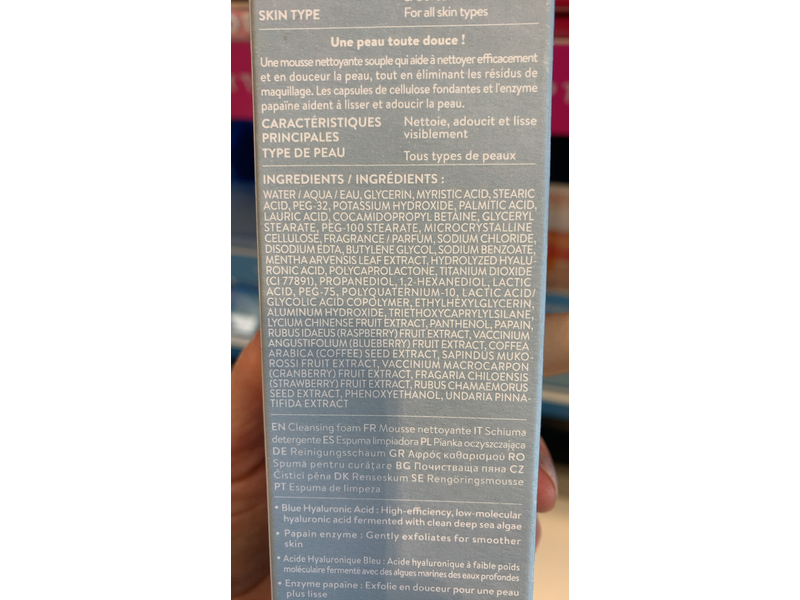 SKIN TYPE For all skin types
Une peau toute douce !
Une mousse nettoyante souple qui aide à nettoyer efficacement
et en douceur la peau, tout en éliminant les résidus de
maquillage. Les capsules de cellulose fondantes et l'enzyme
papaïne aident à lisser et adoucir la peau.
CARACTÉRISTIQUES PRINCIPALES Nettoie, adoucit et lisse visiblement
TYPE DE PEAU Tous types de peaux
INGREDIENTS / INGRÉDIENTS :
WATER / AQUA / EAU, GLYCERIN, MYRISTIC ACID, STEARIC
ACID, PEG-32, POTASSIUM HYDROXIDE, PALMITIC ACID,
LAURIC ACID, COCAMIDOPROPYL BETAINE, GLYCERYL
STEARATE, PEG-100 STEARATE, MICROCRYSTALLINE
CELLULOSE, FRAGRANCE / PARFUM, SODIUM CHLORIDE,
DISODIUM EDTA, BUTYLENE GLYCOL, SODIUM BENZOATE,
MENTHA ARVENSIS LEAF EXTRACT, HYDROLYZED HYALU-
RONIC ACID, POLYCAPROLACTONE, TITANIUM DIOXIDE
(CI 77891), PROPANEDIOL, 1,2-HEXANEDIOL, LACTIC
ACID, PEG-75, POLYQUATERNIUM-10, LACTIC ACID/
GLYCOLIC ACID COPOLYMER, ETHYLHEXYLGLYCERIN,
ALUMINUM HYDROXIDE, TRIETHOXYCAPRYLYLSILANE,
LYCIUM CHINENSE FRUIT EXTRACT, PANTHENOL, PAPAIN,
RUBUS IDAEUS (RASPBERRY) FRUIT EXTRACT, VACCINIUM
ANGUSTIFOLIUM (BLUEBERRY) FRUIT EXTRACT, COFFEA
ARABICA (COFFEE) SEED EXTRACT, SAPINDUS MUKO-
ROSSI FRUIT EXTRACT, VACCINIUM MACROCARPON
(CRANBERRY) FRUIT EXTRACT, FRAGARIA CHILOENSIS
(STRAWBERRY) FRUIT EXTRACT, RUBUS CHAMAEMORUS
SEED EXTRACT, PHENOXYETHANOL, UNDARIA PINNA-
TIFIDA EXTRACT
EN Cleansing foam FR Mousse nettoyante IT Schiuma
detergente ES Espuma limpiadora PL Pianka oczyszczająca
DE Reinigungsschaum GR Αφρός καθαρισμού RO
Spumă pentru curățare BG Почистваща пяна CZ
Čisticí pěna DK Renseskum SE Rengöringsmousse
PT Espuma de limpeza
• Blue Hyaluronic Acid : High-efficiency, low-molecular
hyaluronic acid fermented with clean deep sea algae
• Papain enzyme : Gently exfoliates for smoother
skin
• Acide Hyaluronique Bleu : Acide hyaluronique à faible poids
moléculaire fermenté avec des algues marines des eaux profondes
• Enzyme papaïne : Exfolie en douceur pour une peau
plus lisse